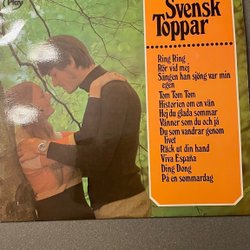 Play
Svensk
Toppar
Ring Ring
Rör vid mej
Sången han sjöng var min
egen
Tom Tom Tom
Historien om en vän
Hej du glada sommar
Vänner som du och jå
Du som vandrar genom
livet
Räck ut din hand
Viva España
Ding Dong
På en sommardag